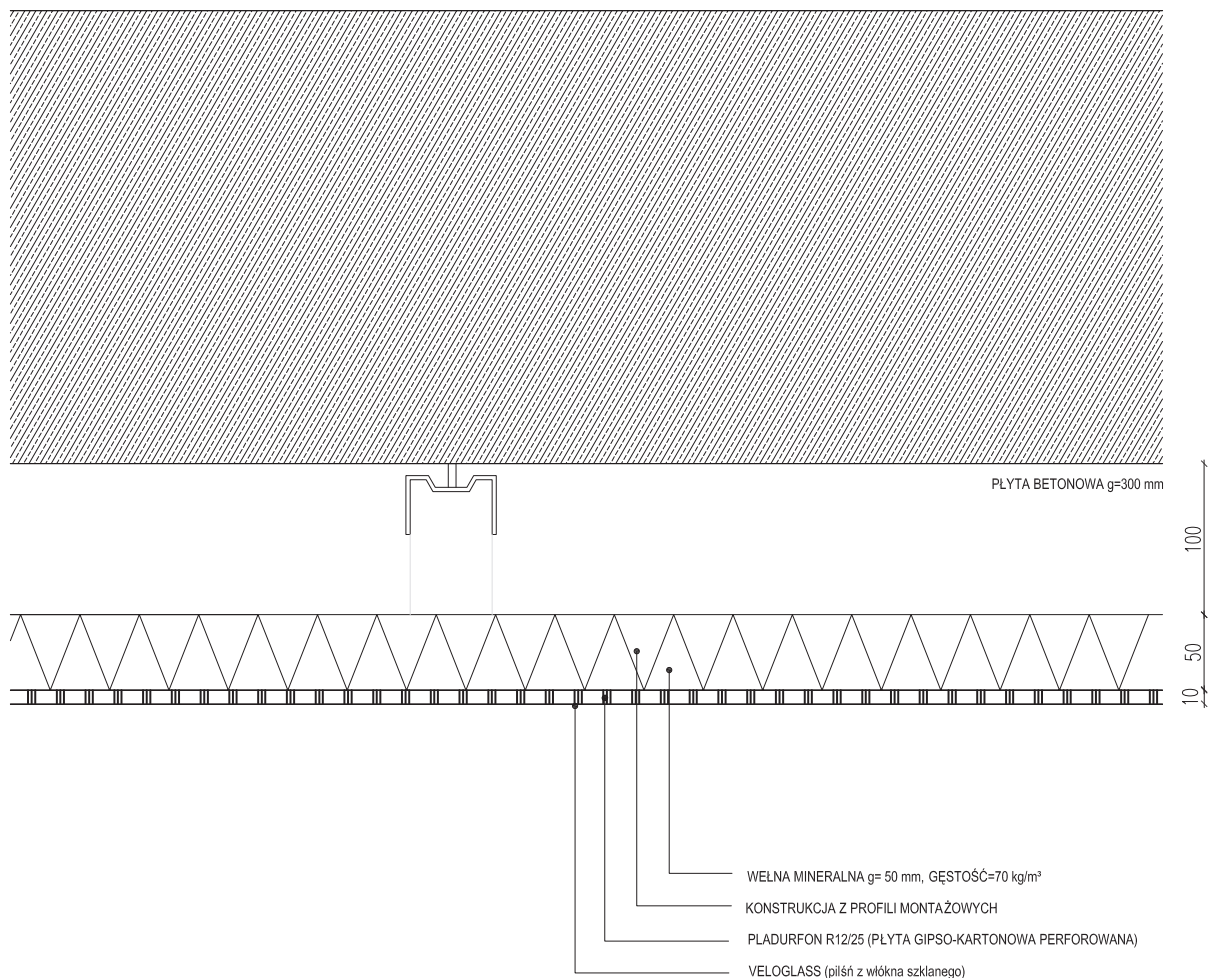 PŁYTA BETONOWA g=300 mm
100
50
10
WEŁNA MINERALNA g= 50 mm, GĘSTOŚĆ=70 kg/m³
KONSTRUKCJA Z PROFILI MONTAŻOWYCH
PLADURFON R12/25 (PŁYTA GIPSO-KARTONOWA PERFOROWANA)
VELOGLASS (pilśń z włókna szklanego)